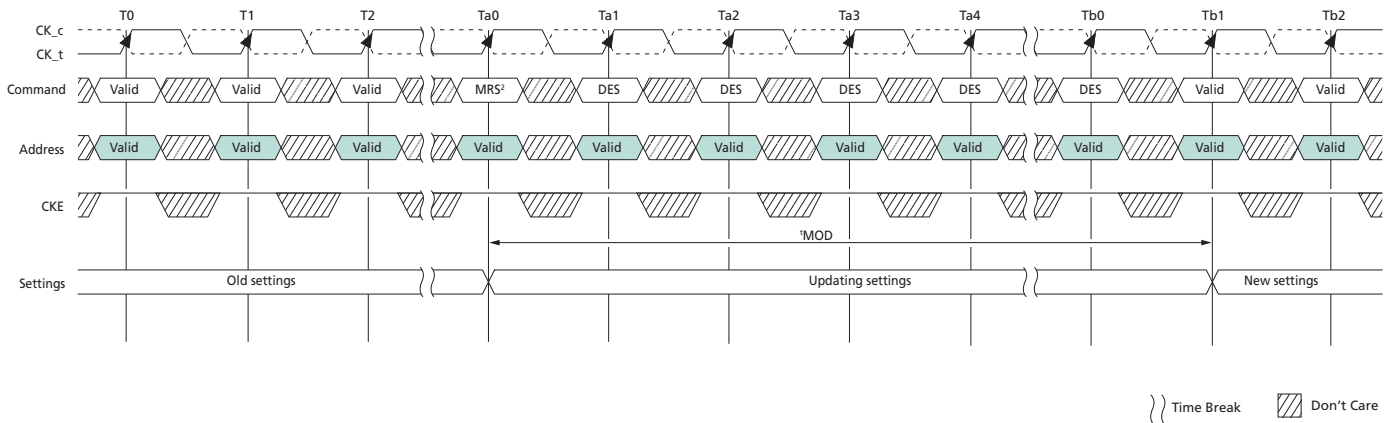 T0 T1 T2 Ta0 Ta1 Ta2 Ta3 Ta4 Tb0 Tb1 Tb2
CK_c
CK_t
Command Valid Valid Valid MRS² DES DES DES DES DES Valid Valid
Address Valid Valid Valid Valid Valid Valid Valid Valid Valid Valid Valid
CKE
ᵗMOD
Settings Old settings Updating settings New settings
Time Break Don't Care